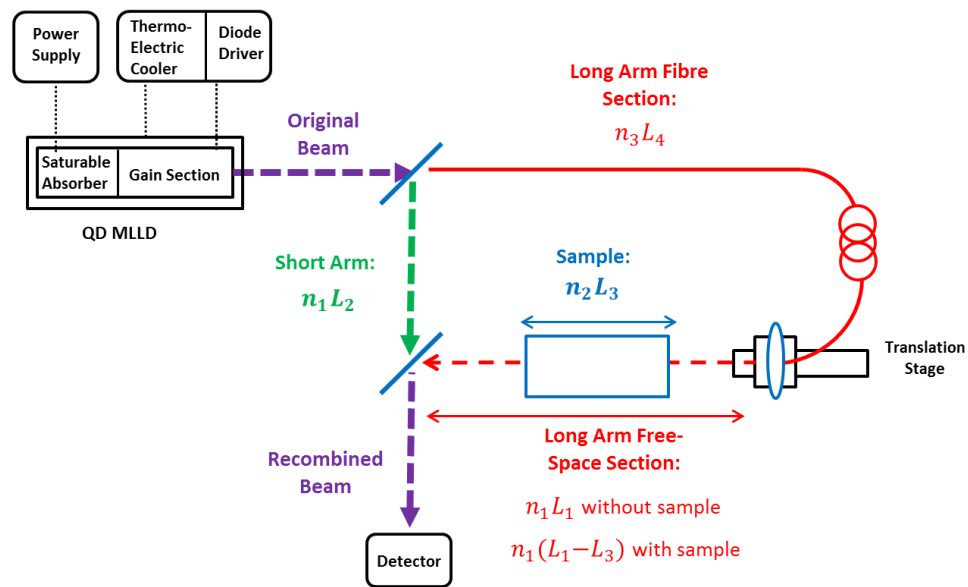 Power
Supply
Thermo-
Electric
Cooler
Diode
Driver
Saturable
Absorber
Gain Section
QD MLLD
Original
Beam
Long Arm Fibre
Section:
n₃L₄
Short Arm:
n₁L₂
Sample:
n₂L₃
Translation
Stage
Long Arm Free-
Space Section:
n₁L₁ without sample
n₁(L₁−L₃) with sample
Recombined
Beam
Detector